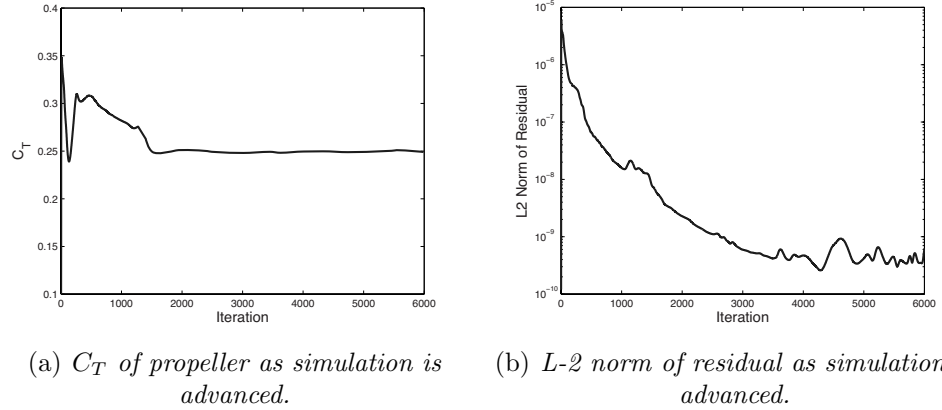 0.4
0.35
0.3
0.25
0.2
0.15
0.1
C_T
0 1000 2000 3000 4000 5000 6000
Iteration
10⁻⁵
10⁻⁶
10⁻⁷
10⁻⁸
10⁻⁹
10⁻¹⁰
L2 Norm of Residual
0 1000 2000 3000 4000 5000 6000
Iteration
(a) C_T of propeller as simulation is
advanced.
(b) L-2 norm of residual as simulation
advanced.